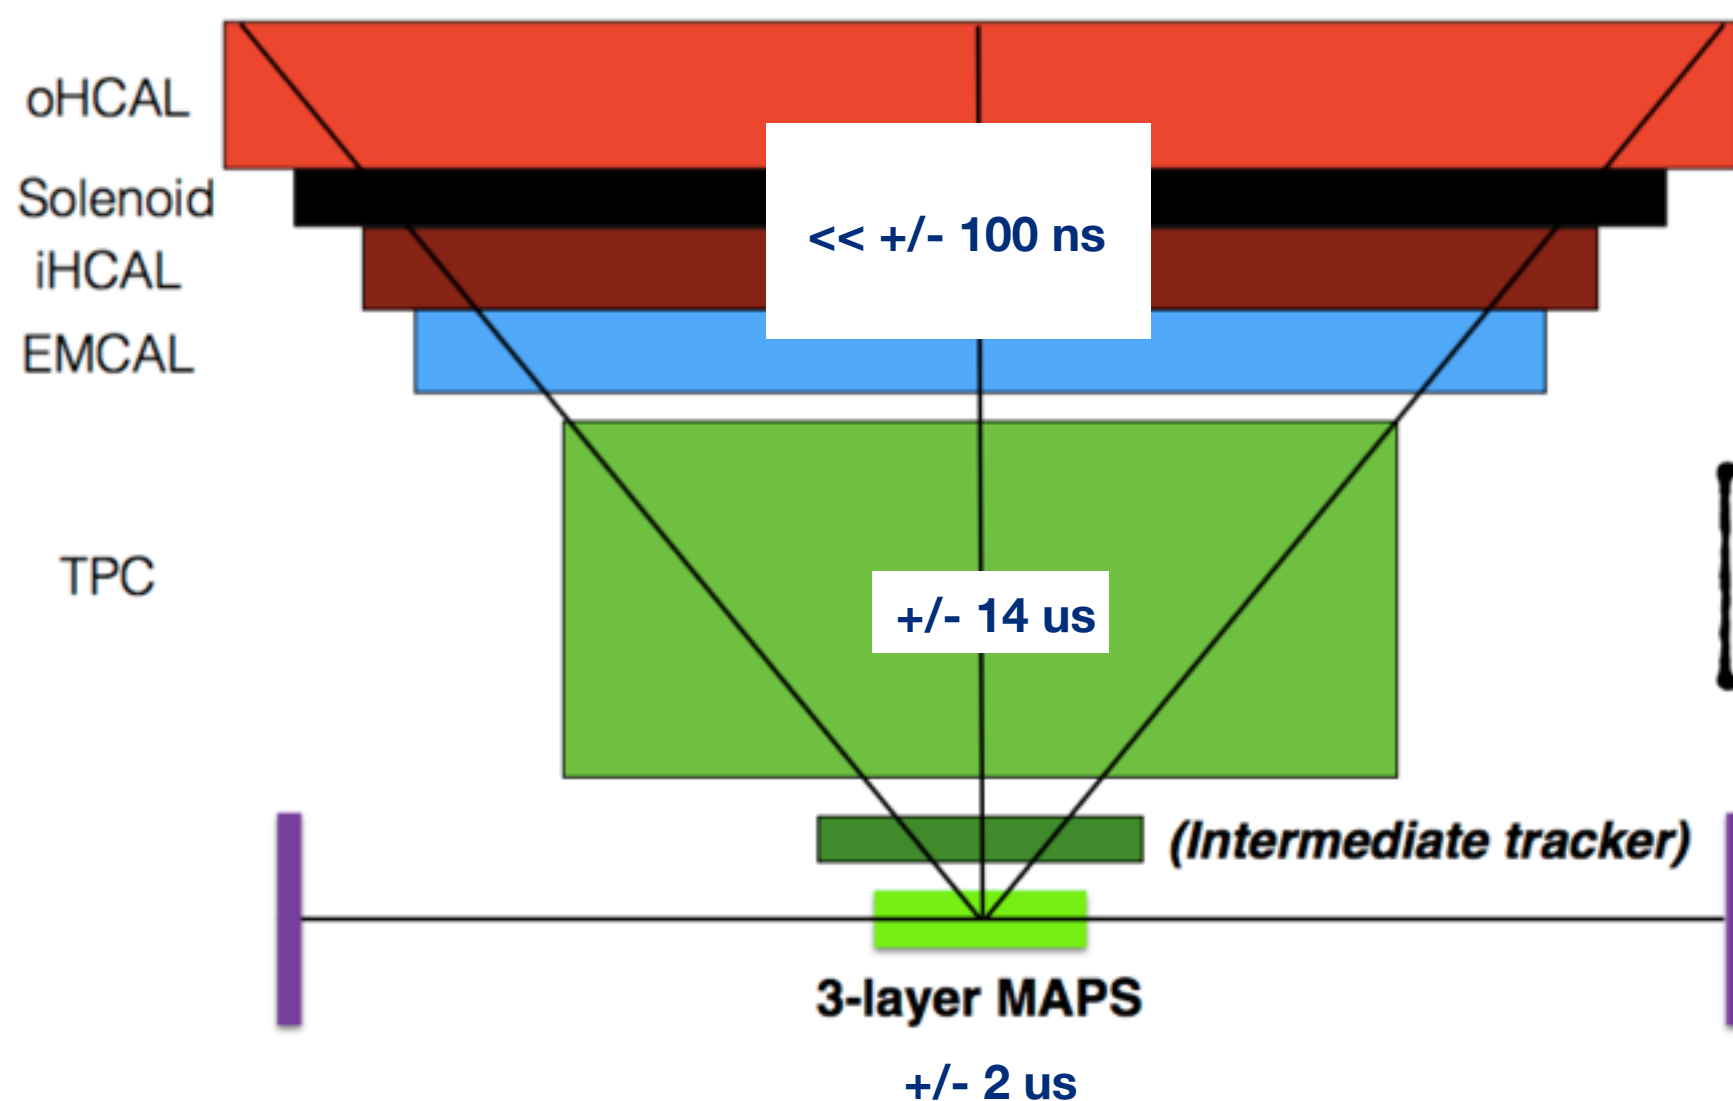 oHCAL
Solenoid
<< +/- 100 ns
iHCAL
EMCAL
TPC
+/- 14 us
(Intermediate tracker)
3-layer MAPS
+/- 2 us